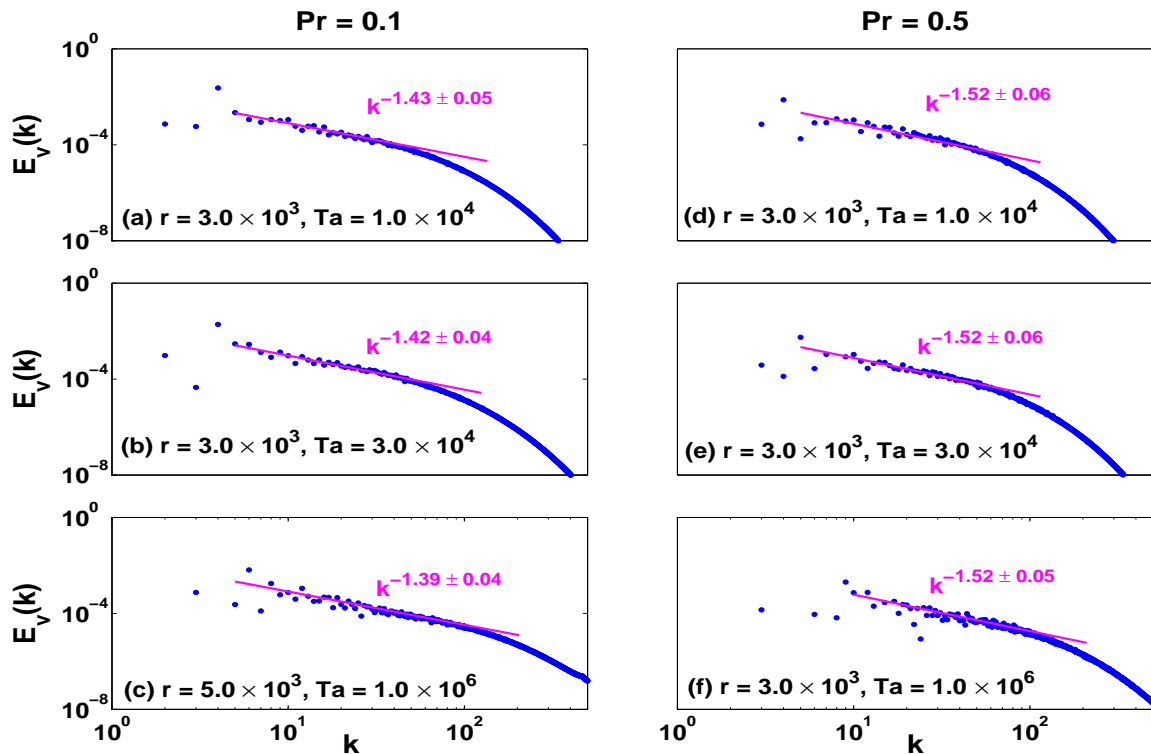 Pr = 0.1
Pr = 0.5
10^0
10^−4
10^−8
E_v(k)
k^−1.43 ± 0.05
(a) r = 3.0 × 10^3, Ta = 1.0 × 10^4
k^−1.52 ± 0.06
(d) r = 3.0 × 10^3, Ta = 1.0 × 10^4
10^0
10^−4
10^−8
E_v(k)
k^−1.42 ± 0.04
(b) r = 3.0 × 10^3, Ta = 3.0 × 10^4
k^−1.52 ± 0.06
(e) r = 3.0 × 10^3, Ta = 3.0 × 10^4
10^0
10^−4
10^−8
E_v(k)
k^−1.39 ± 0.04
(c) r = 5.0 × 10^3, Ta = 1.0 × 10^6
k^−1.52 ± 0.05
(f) r = 3.0 × 10^3, Ta = 1.0 × 10^6
10^0 10^1 10^2
k
10^0 10^1 10^2
k